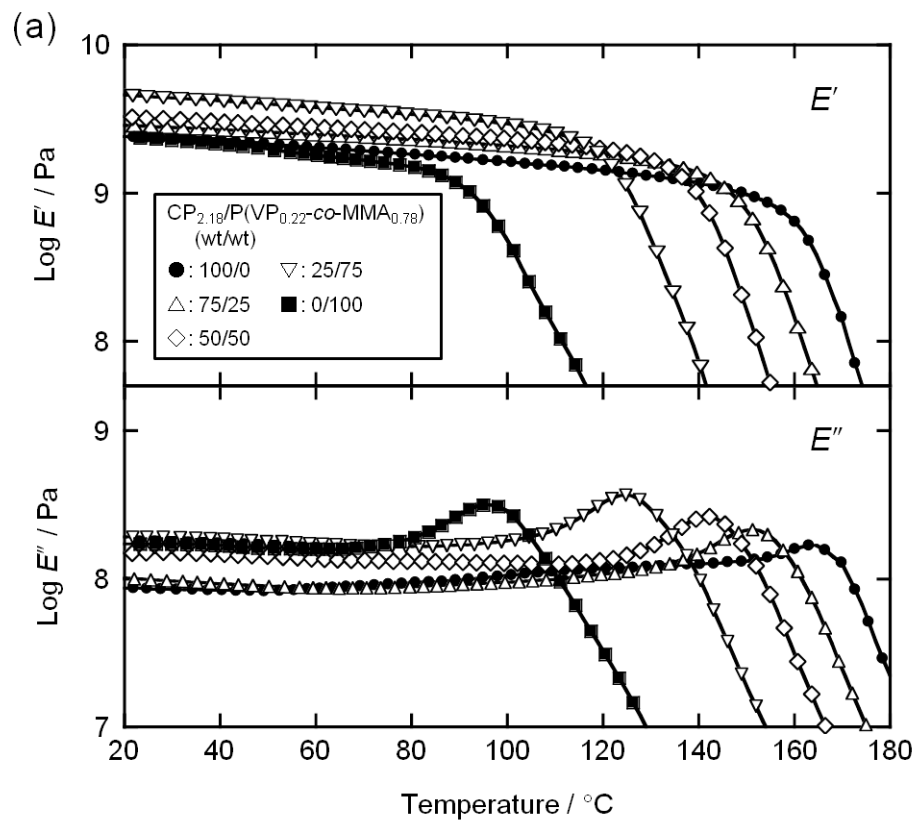 (a)
10
9
8
Log E′ / Pa
E′
CP2.18/P(VP0.22-co-MMA0.78)
(wt/wt)
●: 100/0 ▽: 25/75
△: 75/25 ■: 0/100
◇: 50/50
9
8
7
Log E″ / Pa
E″
20 40 60 80 100 120 140 160 180
Temperature / °C